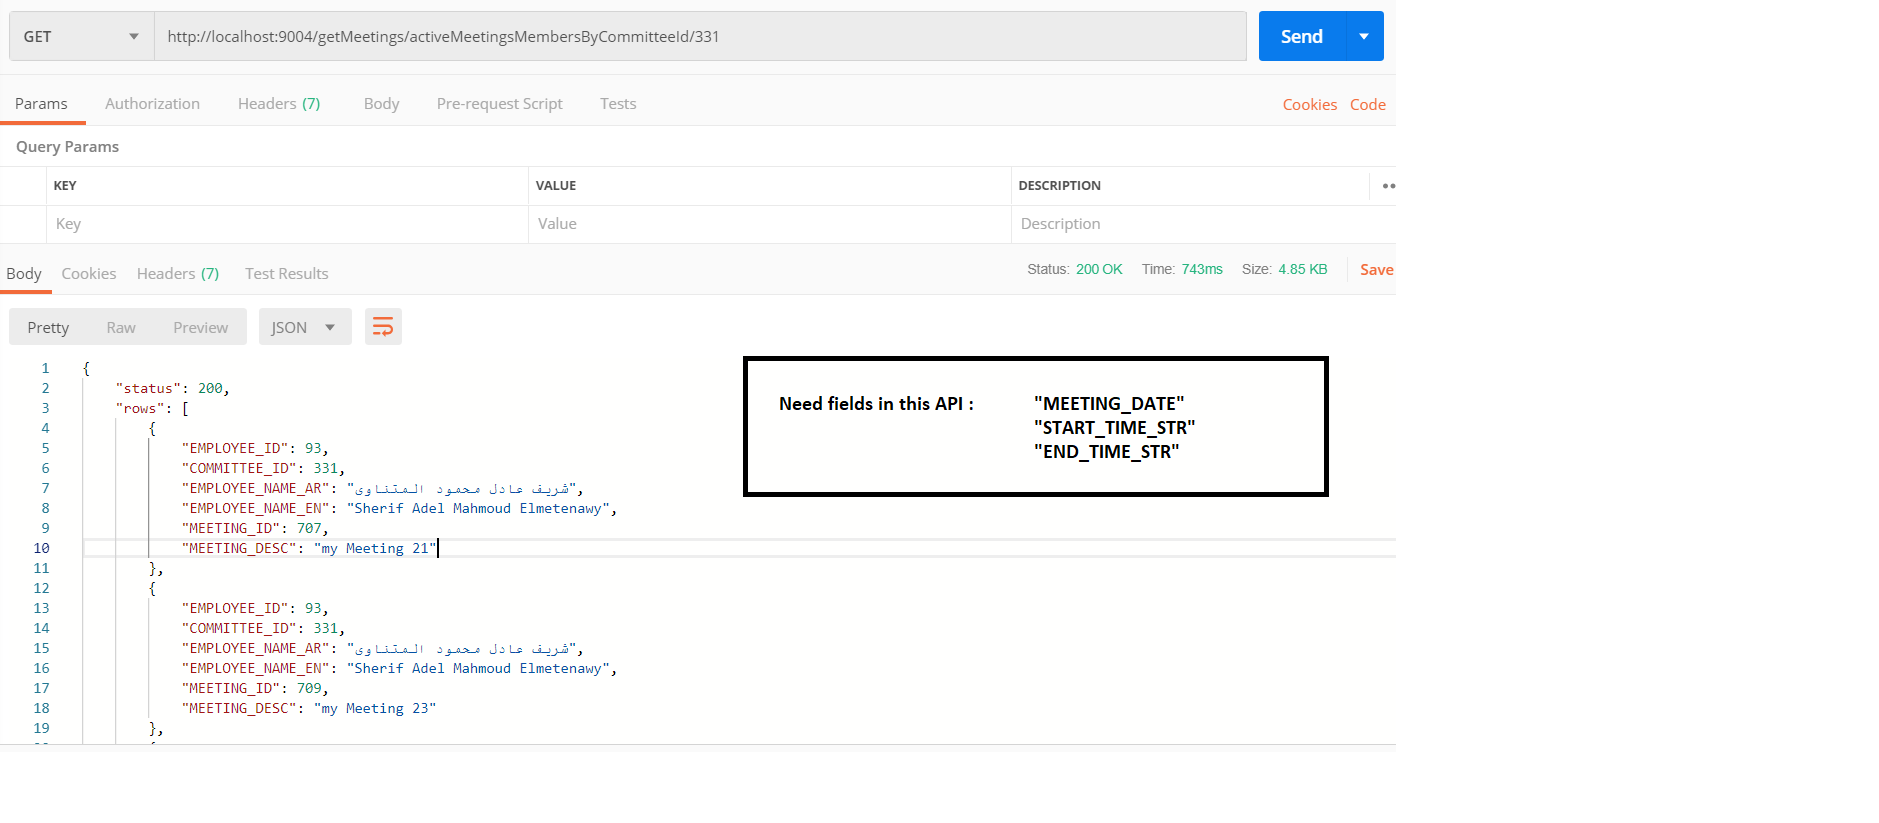 GET http://localhost:9004/getMeetings/activeMeetingsMembersByCommitteeId/331 Send
Params Authorization Headers (7) Body Pre-request Script Tests Cookies Code
Query Params
KEY VALUE DESCRIPTION
Key Value Description
Body Cookies Headers (7) Test Results Status: 200 OK Time: 743ms Size: 4.85 KB Save
Pretty Raw Preview JSON
1 {
2 "status": 200,
3 "rows": [
4 {
5 "EMPLOYEE_ID": 93,
6 "COMMITTEE_ID": 331,
7 "EMPLOYEE_NAME_AR": "شريف عادل محمود المتناوى",
8 "EMPLOYEE_NAME_EN": "Sherif Adel Mahmoud Elmetenawy",
9 "MEETING_ID": 707,
10 "MEETING_DESC": "my Meeting 21"
11 },
12 {
13 "EMPLOYEE_ID": 93,
14 "COMMITTEE_ID": 331,
15 "EMPLOYEE_NAME_AR": "شريف عادل محمود المتناوى",
16 "EMPLOYEE_NAME_EN": "Sherif Adel Mahmoud Elmetenawy",
17 "MEETING_ID": 709,
18 "MEETING_DESC": "my Meeting 23"
19 },
Need fields in this API : "MEETING_DATE"
"START_TIME_STR"
"END_TIME_STR"